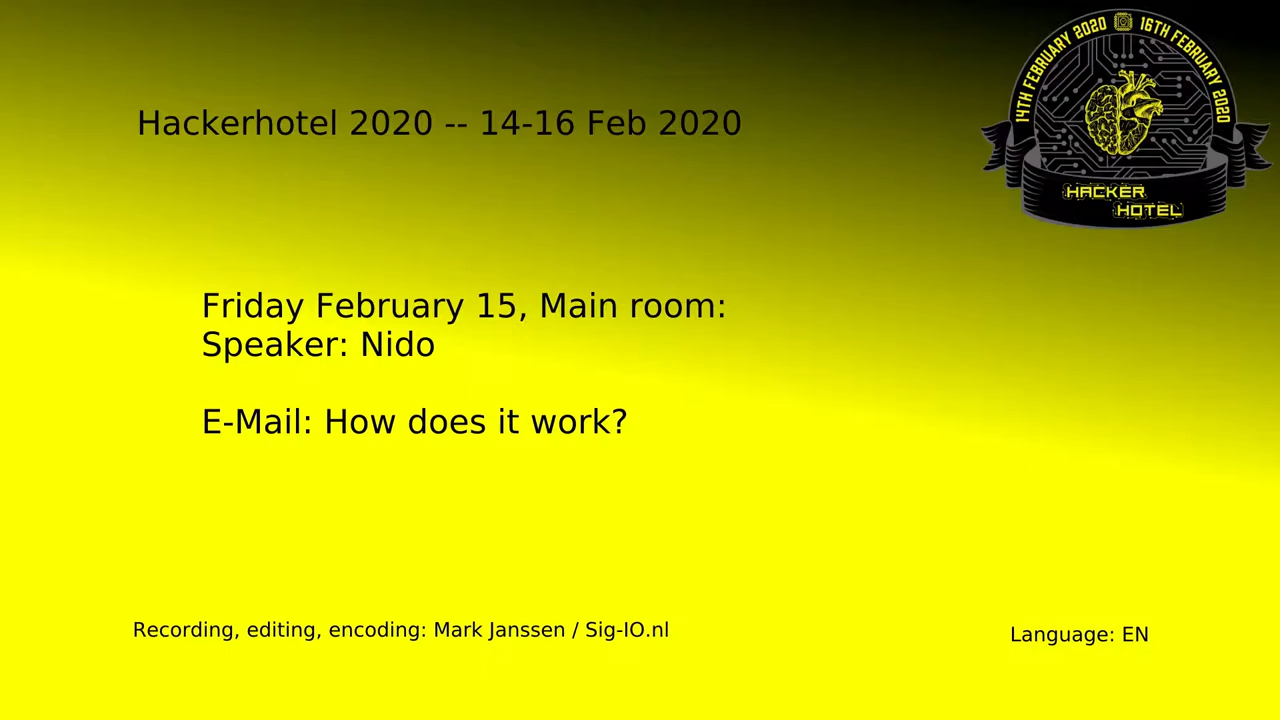 14TH FEBRUARY 2020 16TH FEBRUARY 2020
HACKER
HOTEL
Hackerhotel 2020 -- 14-16 Feb 2020
Friday February 15, Main room:
Speaker: Nido
E-Mail: How does it work?
Recording, editing, encoding: Mark Janssen / Sig-IO.nl
Language: EN